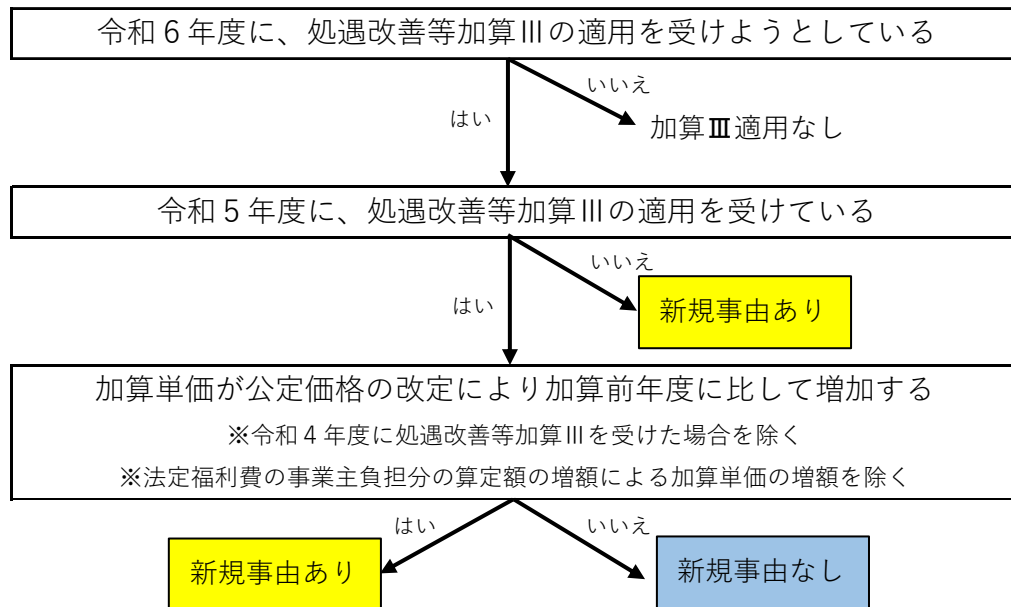 令和６年度に、処遇改善等加算Ⅲの適用を受けようとしている
いいえ
はい
加算Ⅲ適用なし
令和５年度に、処遇改善等加算Ⅲの適用を受けている
いいえ
はい
新規事由あり
加算単価が公定価格の改定により加算前年度に比して増加する
※令和４年度に処遇改善等加算Ⅲを受けた場合を除く
※法定福利費の事業主負担分の算定額の増額による加算単価の増額を除く
はい
いいえ
新規事由あり
新規事由なし